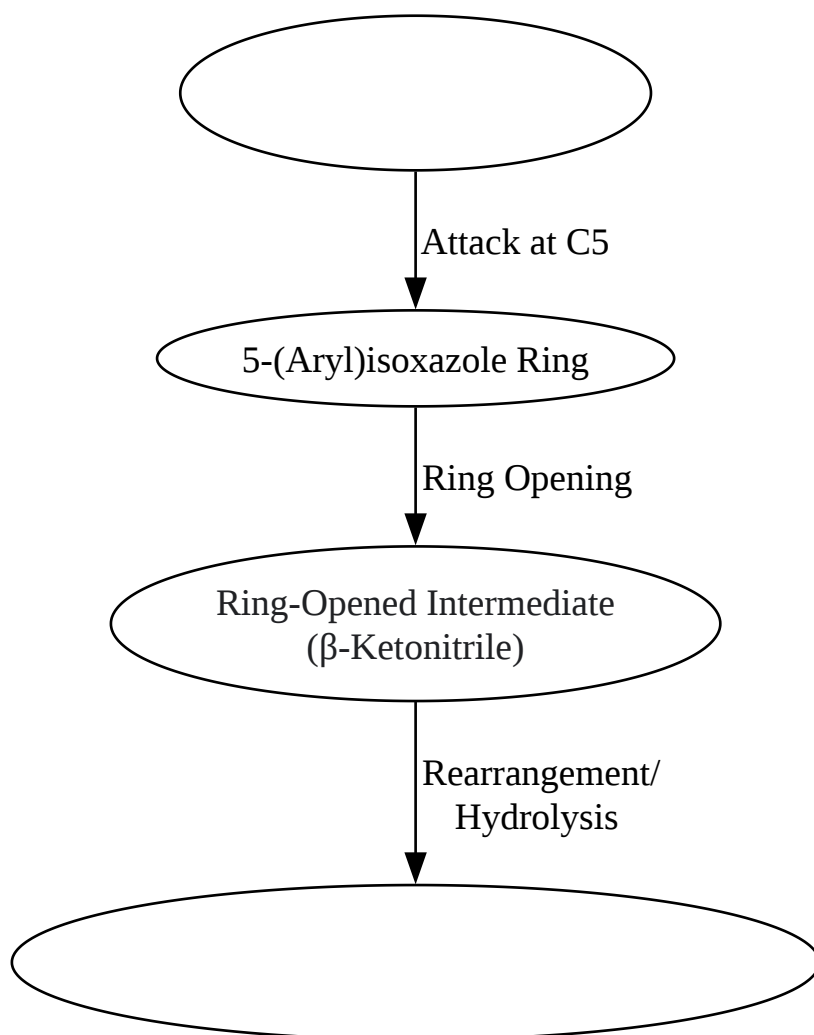 Attack at C5
5-(Aryl)isoxazole Ring
Ring Opening
Ring-Opened Intermediate
(β-Ketonitrile)
Rearrangement/
Hydrolysis